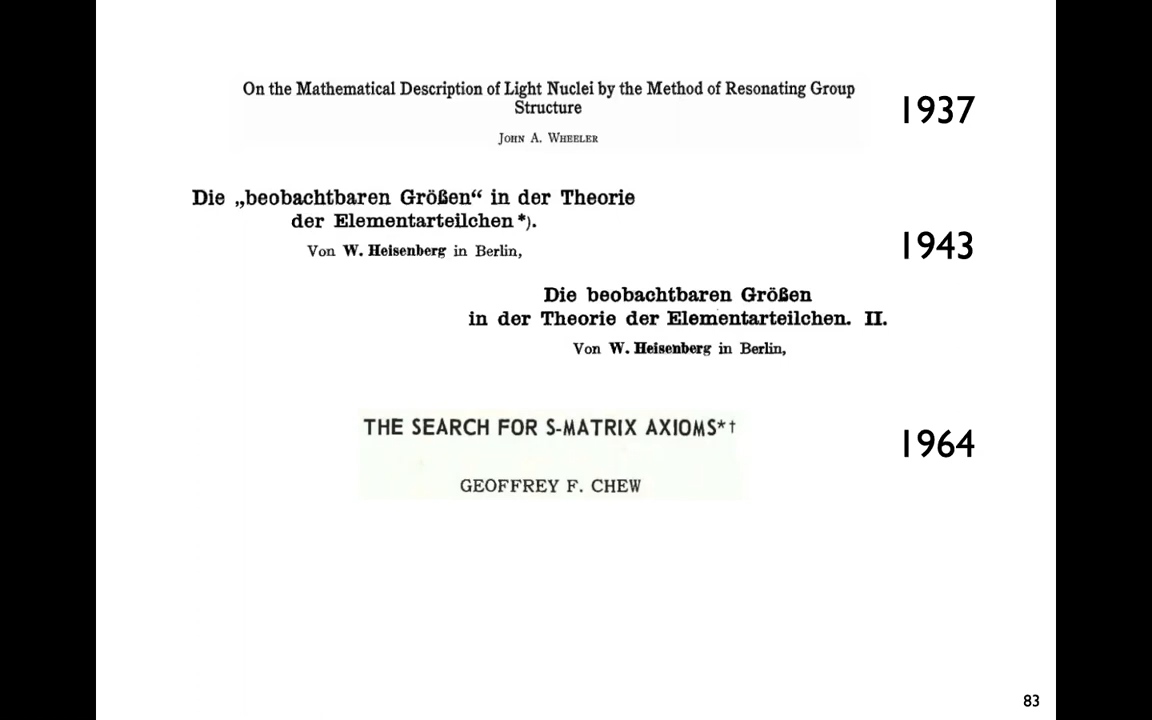 On the Mathematical Description of Light Nuclei by the Method of Resonating Group
Structure
John A. Wheeler
1937
Die „beobachtbaren Größen“ in der Theorie
der Elementarteilchen*).
Von W. Heisenberg in Berlin,
1943
Die beobachtbaren Größen
in der Theorie der Elementarteilchen. II.
Von W. Heisenberg in Berlin,
THE SEARCH FOR S-MATRIX AXIOMS*†
1964
GEOFFREY F. CHEW
83